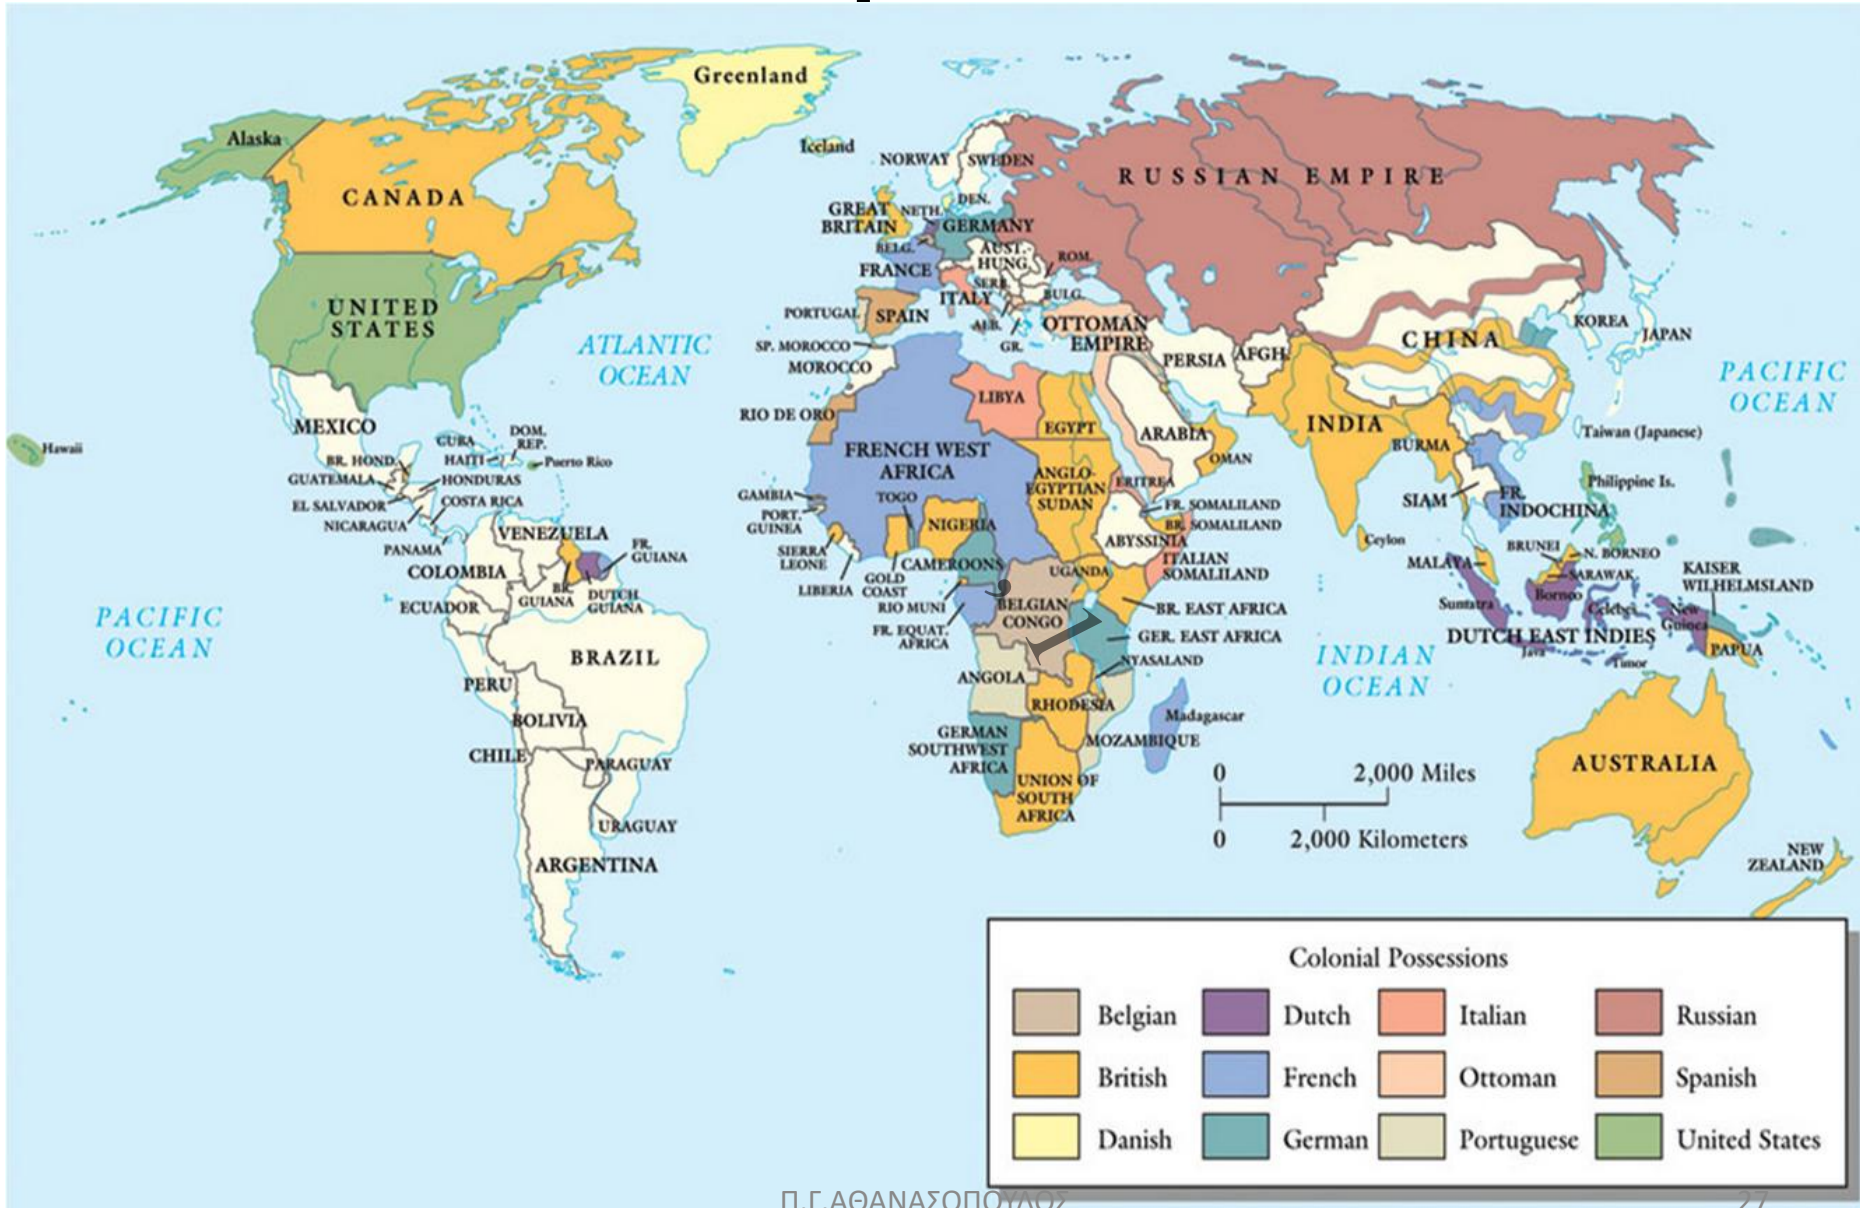 Greenland
Alaska
Iceland
CANADA
NORWAY
SWEDEN
RUSSIAN EMPIRE
DEN.
GREAT
BRITAIN
NETH.
GERMANY
BELG.
AUST.-
HUNG.
ROM.
FRANCE
SERB.
ITALY
BULG.
UNITED
STATES
PORTUGAL
SPAIN
ALB.
GR.
OTTOMAN
EMPIRE
KOREA
JAPAN
CHINA
ATLANTIC
OCEAN
SP. MOROCCO
MOROCCO
PERSIA
AFGH.
PACIFIC
OCEAN
RIO DE ORO
LIBYA
EGYPT
ARABIA
INDIA
BURMA
Taiwan (Japanese)
MEXICO
CUBA
DOM.
REP.
HAITI
Puerto Rico
Hawaii
BR. HOND.
GUATEMALA
HONDURAS
EL SALVADOR
COSTA RICA
NICARAGUA
PANAMA
FRENCH WEST
AFRICA
OMAN
ANGLO-
EGYPTIAN
SUDAN
ERITREA
GAMBIA
TOGO
PORT.
GUINEA
NIGERIA
FR. SOMALILAND
BR. SOMALILAND
SIAM
FR.
INDOCHINA
Philippine Is.
VENEZUELA
FR.
GUIANA
COLOMBIA
BR.
GUIANA
DUTCH
GUIANA
ECUADOR
SIERRA
LEONE
LIBERIA
GOLD
COAST
CAMEROONS
ABYSSINIA
ITALIAN
SOMALILAND
UGANDA
Ceylon
MALAYA
BRUNEI
N. BORNEO
SARAWAK
KAISER
WILHELMSLAND
RIO MUNI
BELGIAN
CONGO
BR. EAST AFRICA
Sumatra
Borneo
Celebes
New
Guinea
FR. EQUAT.
AFRICA
GER. EAST AFRICA
DUTCH EAST INDIES
Java
Timor
PAPUA
PACIFIC
OCEAN
BRAZIL
PERU
ANGOLA
NYASALAND
INDIAN
OCEAN
BOLIVIA
RHODESIA
Madagascar
CHILE
PARAGUAY
GERMAN
SOUTHWEST
AFRICA
MOZAMBIQUE
AUSTRALIA
UNION OF
SOUTH
AFRICA
0 2,000 Miles
0 2,000 Kilometers
URAGUAY
ARGENTINA
NEW
ZEALAND
Colonial Possessions
Belgian Dutch Italian Russian
British French Ottoman Spanish
Danish German Portuguese United States
Π.Γ.ΑΘΑΝΑΣΟΠΟΥΛΟΣ
27